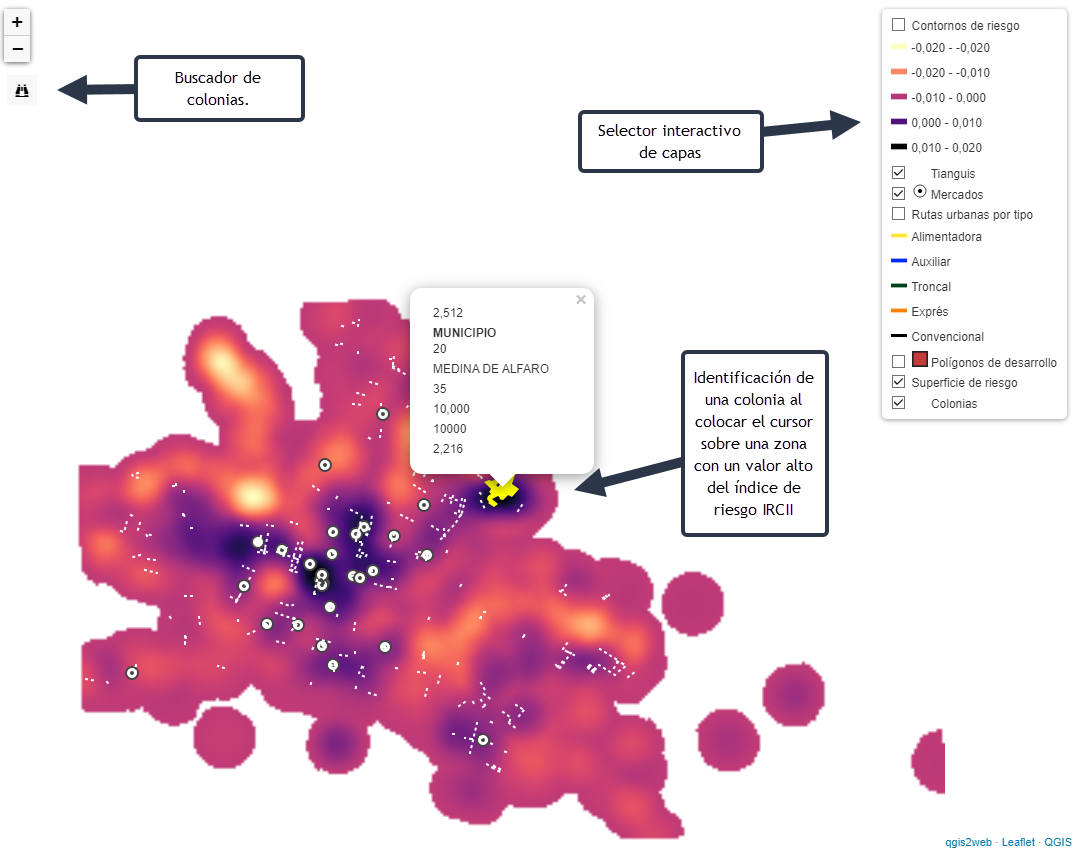 +
−
Buscador de
colonias.
Selector interactivo
de capas
Contornos de riesgo
-0,020 - -0,020
-0,020 - -0,010
-0,010 - 0,000
0,000 - 0,010
0,010 - 0,020
Tianguis
Mercados
Rutas urbanas por tipo
Alimentadora
Auxiliar
Troncal
Exprés
Convencional
Polígonos de desarrollo
Superficie de riesgo
Colonias
×
2,512
MUNICIPIO
20
MEDINA DE ALFARO
35
10,000
10000
2,216
Identificación de
una colonia al
colocar el cursor
sobre una zona
con un valor alto
del índice de
riesgo IRCII
qgis2web · Leaflet · QGIS